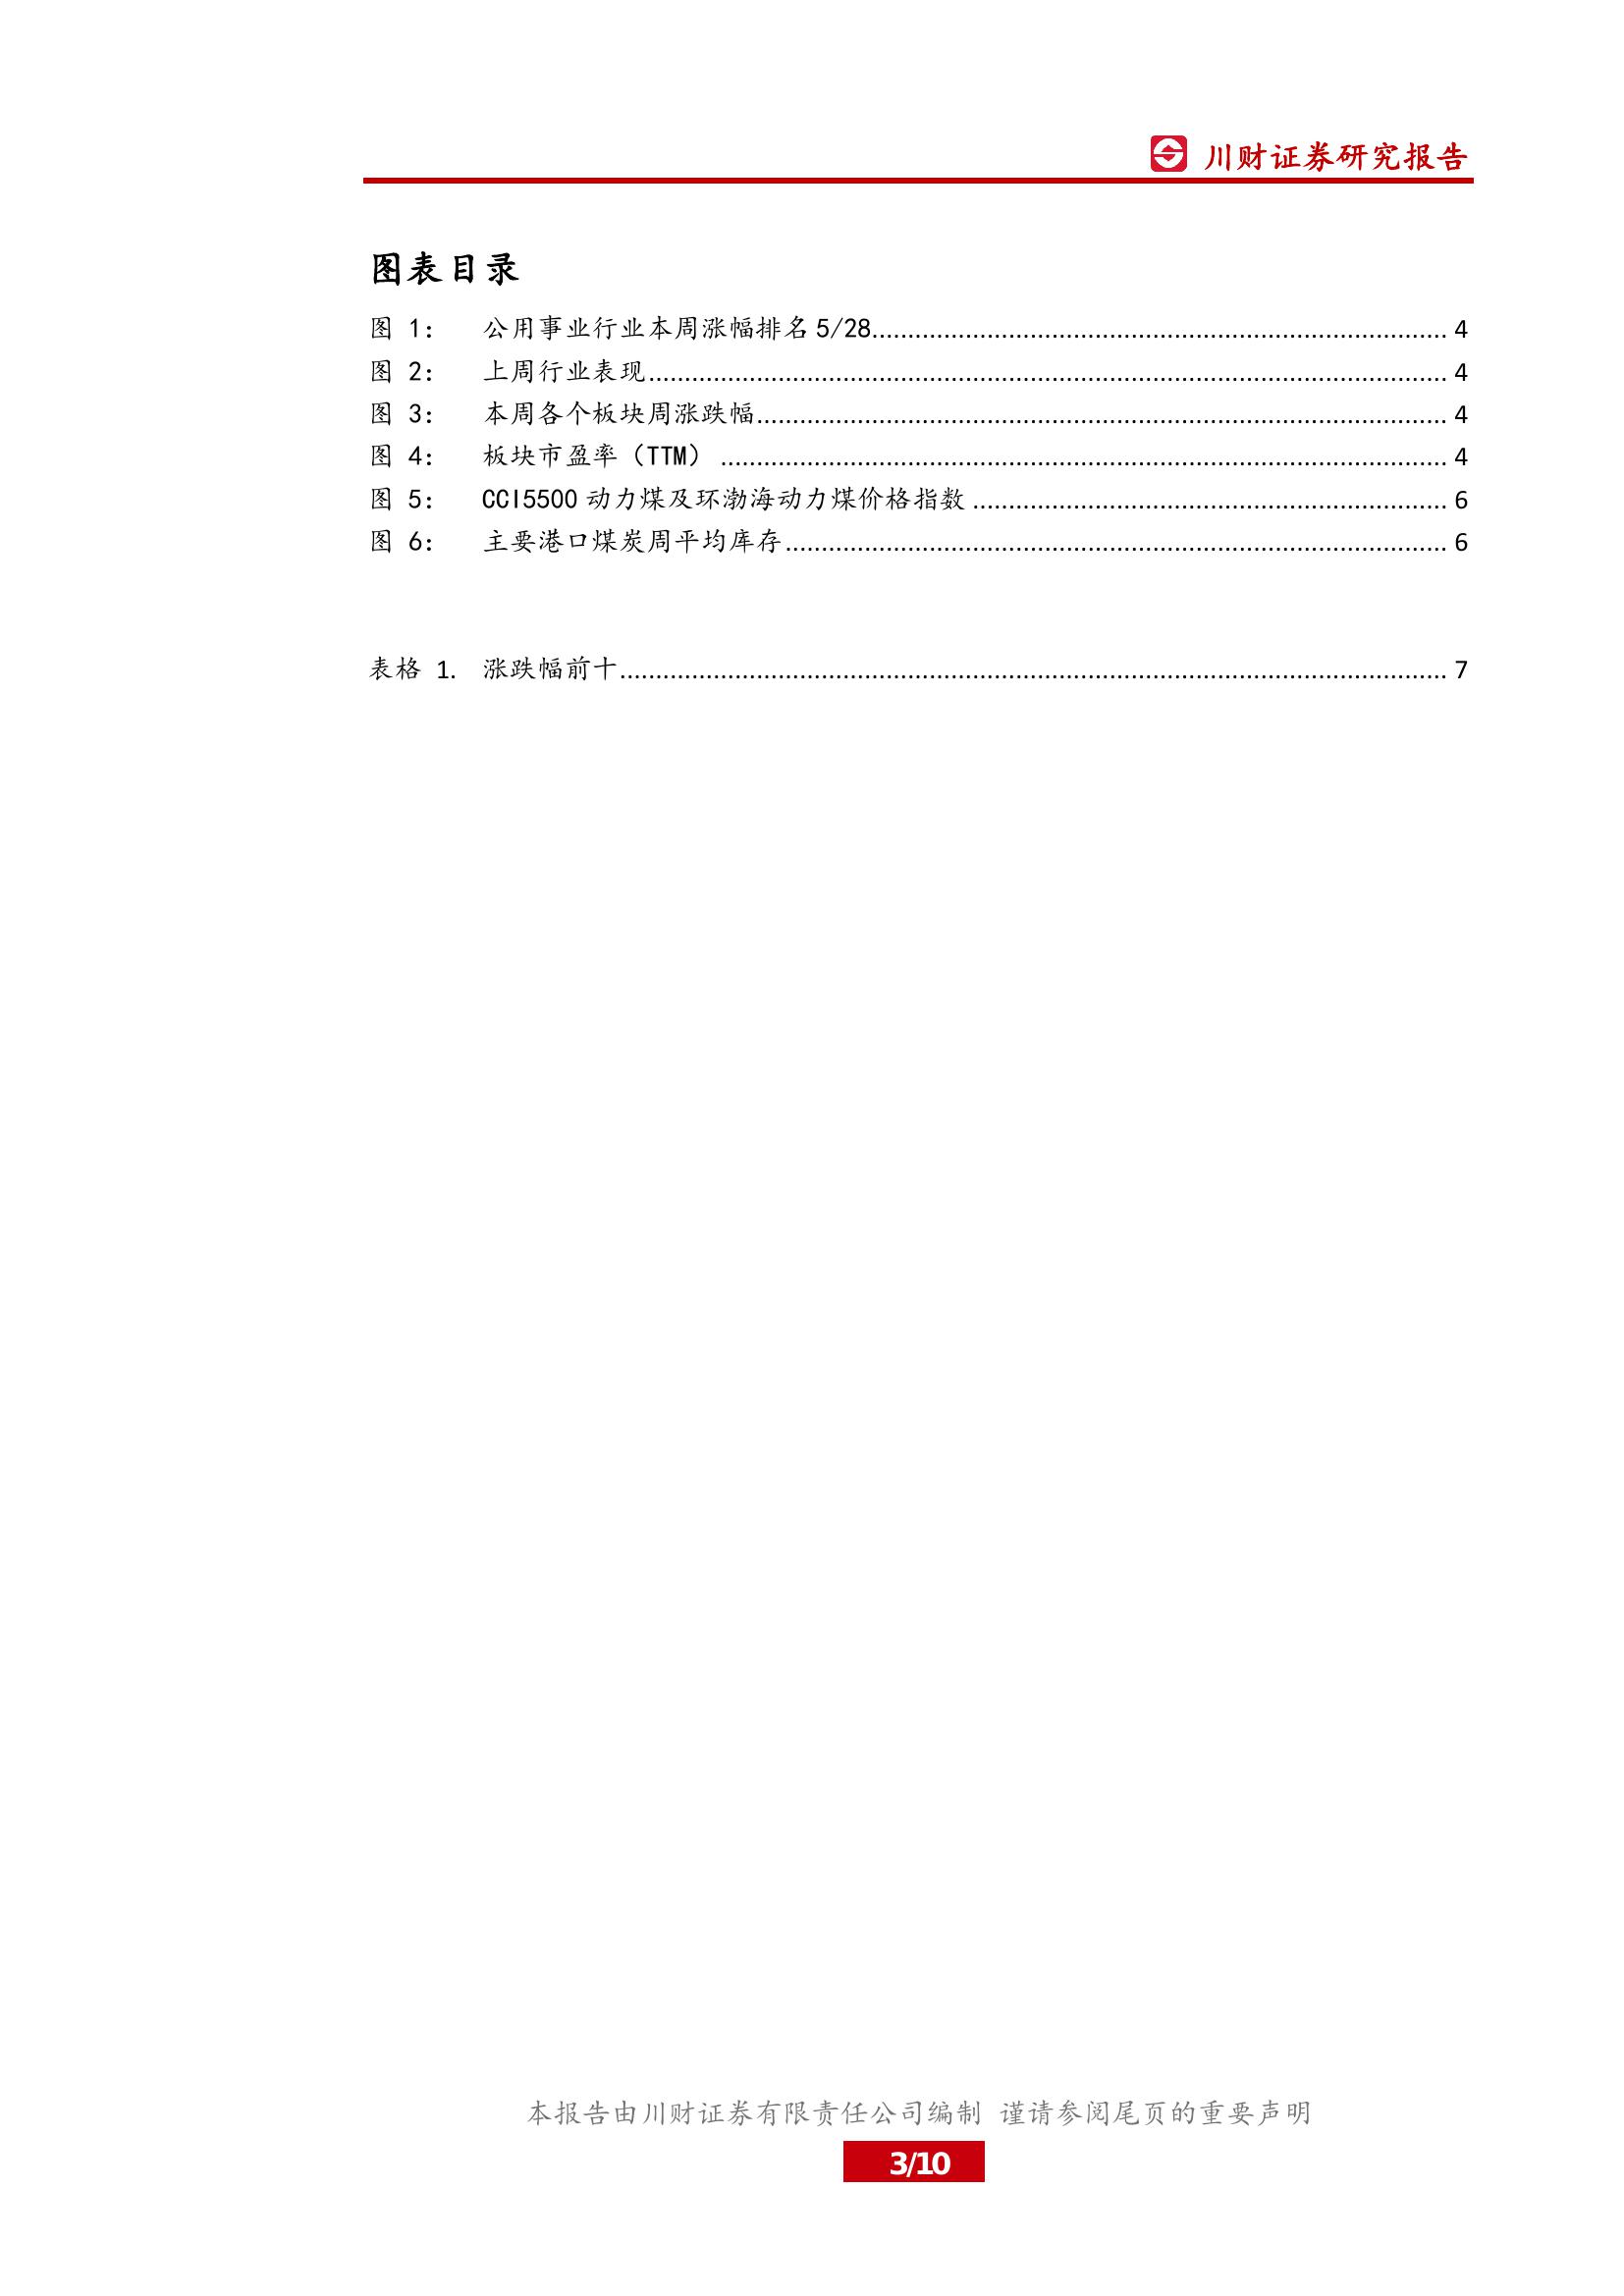 川财证券研究报告
图表目录
图 1： 公用事业行业本周涨幅排名 5/28........................................ 4
图 2： 上周行业表现........................................ 4
图 3： 本周各个板块周涨跌幅........................................ 4
图 4： 板块市盈率（TTM） ........................................ 4
图 5： CCI5500 动力煤及环渤海动力煤价格指数 ........................................ 6
图 6： 主要港口煤炭周平均库存........................................ 6
表格 1. 涨跌幅前十........................................ 7
本报告由川财证券有限责任公司编制 谨请参阅尾页的重要声明
3/10